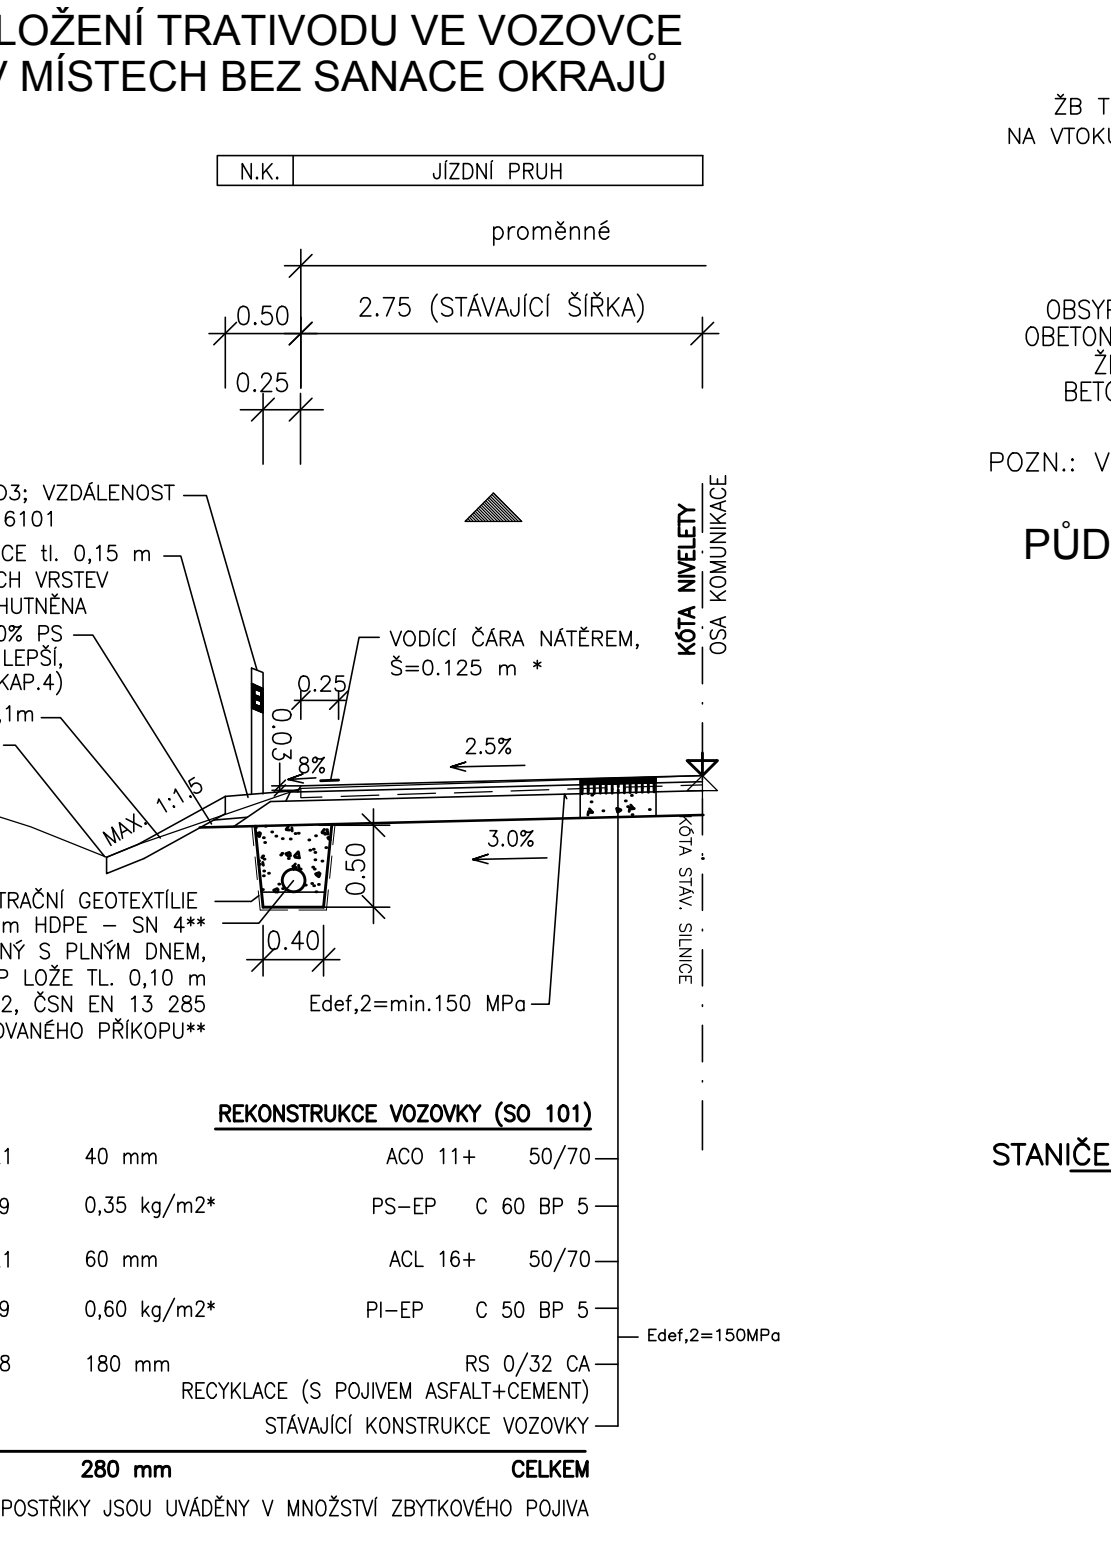 LOŽENÍ TRATIVODU VE VOZOVCE
V MÍSTECH BEZ SANACE OKRAJŮ
N.K. JÍZDNÍ PRUH
proměnné
0.50 2.75 (STÁVAJÍCÍ ŠÍŘKA)
0.25
03; VZDÁLENOST
6101
CE tl. 0,15 m
CH VRSTEV
HUTNĚNA
0% PS
LEPŠÍ,
KAP.4)
,1m
VODÍCÍ ČÁRA NÁTĚREM,
Š=0.125 m *
KÓTA NIVELETY
OSA KOMUNIKACE
0.25
0.03
8%
2.5%
MAX. 1:1.5
3.0%
0.50
0.40
KÓTA STÁV. SILNICE
TRAČNÍ GEOTEXTÍLIE
m HDPE – SN 4**
NÝ S PLNÝM DNEM,
P LOŽE TL. 0,10 m
2, ČSN EN 13 285
OVANÉHO PŘÍKOPU**
Edef,2=min.150 MPa
REKONSTRUKCE VOZOVKY (SO 101)
1 40 mm ACO 11+ 50/70
9 0,35 kg/m2* PS–EP C 60 BP 5
1 60 mm ACL 16+ 50/70
9 0,60 kg/m2* PI–EP C 50 BP 5
Edef,2=150MPa
8 180 mm RS 0/32 CA
RECYKLACE (S POJIVEM ASFALT+CEMENT)
STÁVAJÍCÍ KONSTRUKCE VOZOVKY
280 mm CELKEM
POSTŘIKY JSOU UVÁDĚNY V MNOŽSTVÍ ZBYTKOVÉHO POJIVA
ŽB T
NA VTOKU
OBSYP
OBETON
ŽI
BETO
POZN.: V
PŮD
STANIČE